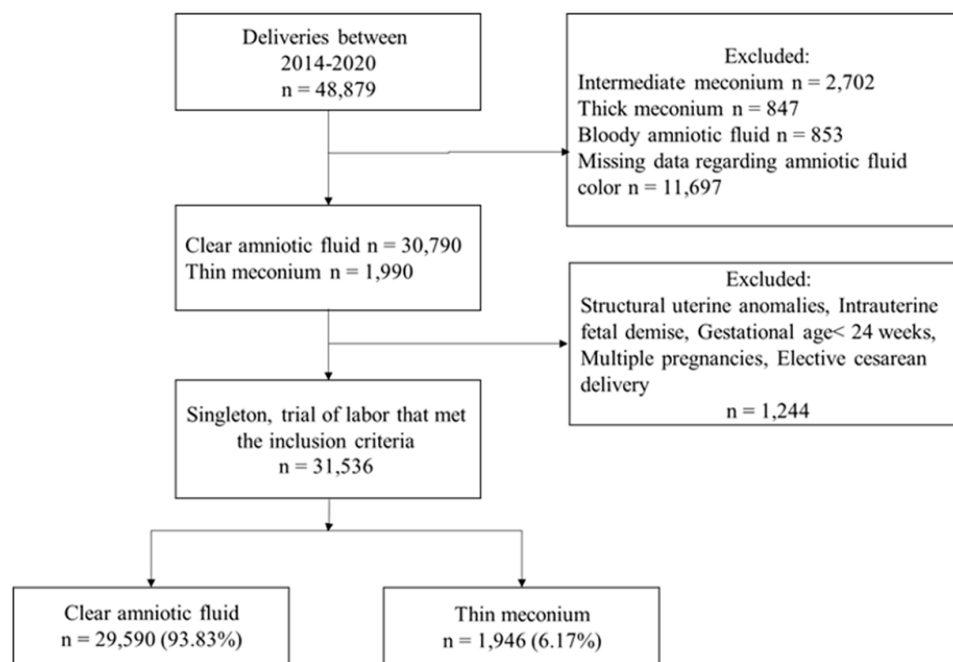 Deliveries between
2014-2020
n = 48,879
Excluded:
Intermediate meconium n = 2,702
Thick meconium n = 847
Bloody amniotic fluid n = 853
Missing data regarding amniotic fluid
color n = 11,697
Clear amniotic fluid n = 30,790
Thin meconium n = 1,990
Excluded:
Structural uterine anomalies, Intrauterine
fetal demise, Gestational age< 24 weeks,
Multiple pregnancies, Elective cesarean
delivery
n = 1,244
Singleton, trial of labor that met
the inclusion criteria
n = 31,536
Clear amniotic fluid
n = 29,590 (93.83%)
Thin meconium
n = 1,946 (6.17%)